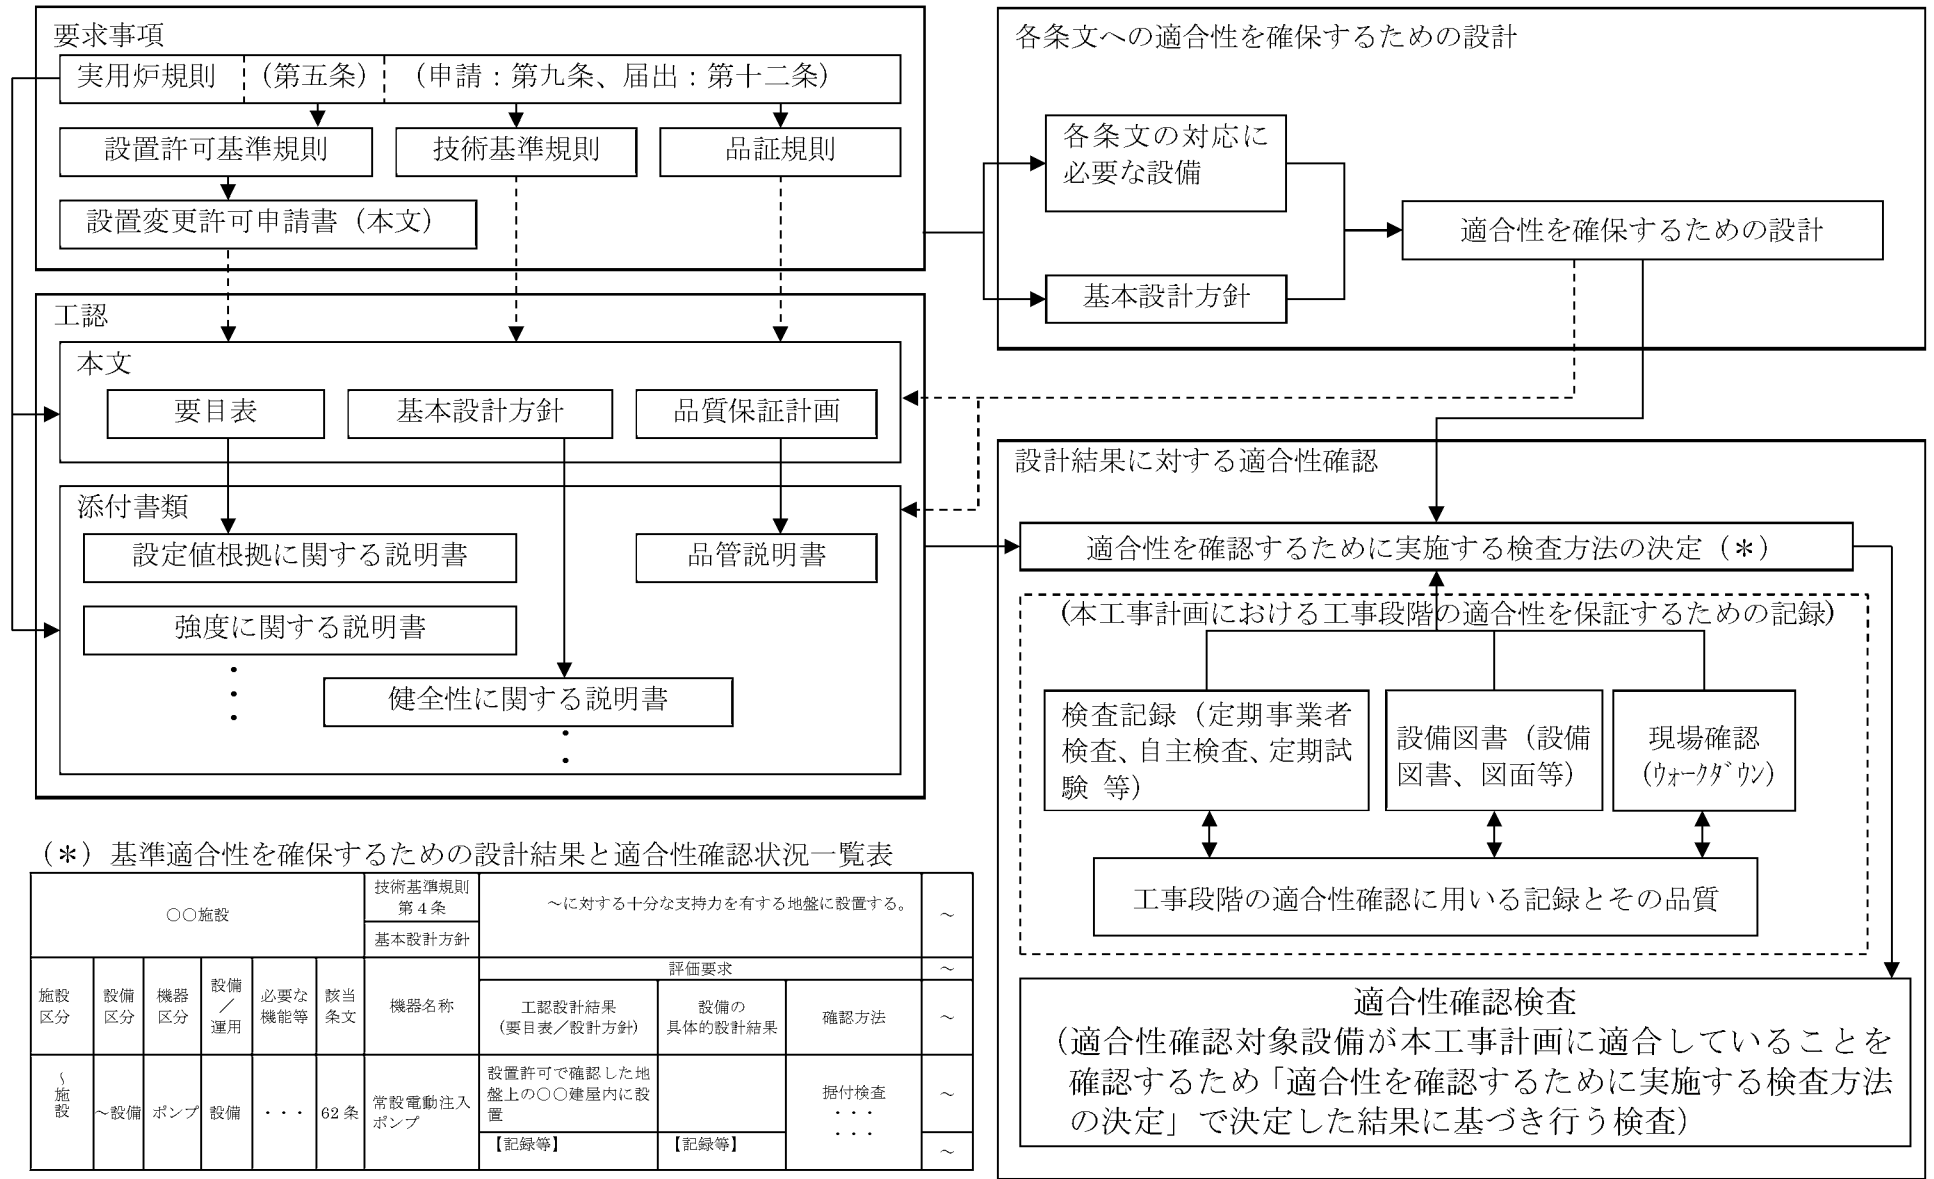 要求事項
実用炉規則 (第五条) (申請：第九条、届出：第十二条)
設置許可基準規則
技術基準規則
品証規則
設置変更許可申請書（本文）
工認
本文
要目表
基本設計方針
品質保証計画
添付書類
設定値根拠に関する説明書
品管説明書
強度に関する説明書
・
・
・
健全性に関する説明書
・
・
各条文への適合性を確保するための設計
各条文の対応に
必要な設備
基本設計方針
適合性を確保するための設計
設計結果に対する適合性確認
適合性を確認するために実施する検査方法の決定（＊）
(本工事計画における工事段階の適合性を保証するための記録)
検査記録（定期事業者
検査、自主検査、定期試
験 等）
設備図書（設備
図書、図面等）
現場確認
(ｳｫｰｸﾀﾞｳﾝ)
工事段階の適合性確認に用いる記録とその品質
適合性確認検査
（適合性確認対象設備が本工事計画に適合していることを
確認するため「適合性を確認するために実施する検査方法
の決定」で決定した結果に基づき行う検査）
（＊）基準適合性を確保するための設計結果と適合性確認状況一覧表
○○施設
技術基準規則
第４条
～に対する十分な支持力を有する地盤に設置する。
～
基本設計方針
施設
区分
設備
区分
機器
区分
設備
／
運用
必要な
機能等
該当
条文
機器名称
評価要求
～
工認設計結果
(要目表／設計方針)
設備の
具体的設計結果
確認方法
～
～施設
～設備
ポンプ
設備
・・・
62 条
常設電動注入
ポンプ
設置許可で確認した地
盤上の○○建屋内に設
置
【記録等】
【記録等】
据付検査
・・・
・・・
～
～